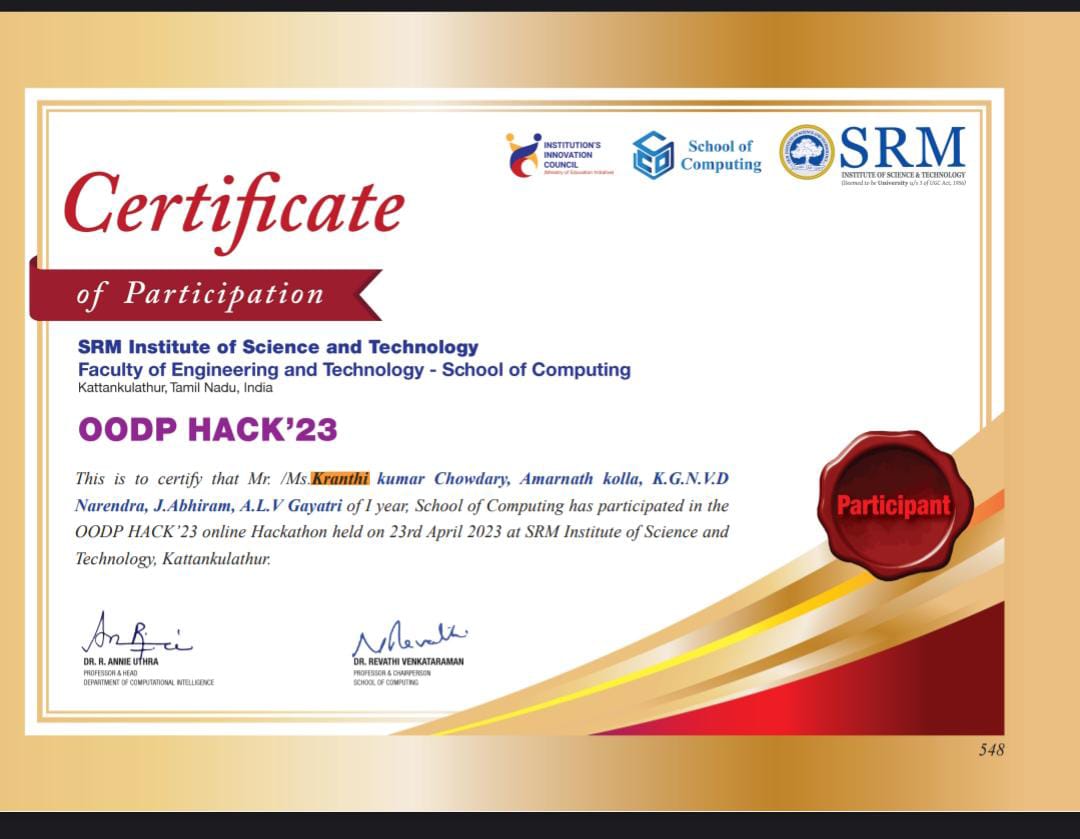 INSTITUTION'S
INNOVATION
COUNCIL
(Ministry of Education Initiative)
School of
Computing
SRM
INSTITUTE OF SCIENCE & TECHNOLOGY
(Deemed to be University u/s 3 of UGC Act, 1956)
Certificate
of Participation
SRM Institute of Science and Technology
Faculty of Engineering and Technology - School of Computing
Kattankulathur, Tamil Nadu, India
OODP HACK'23
This is to certify that Mr. /Ms.Kranthi kumar Chowdary, Amarnath kolla, K.G.N.V.D
Narendra, J.Abhiram, A.L.V Gayatri of I year, School of Computing has participated in the
OODP HACK'23 online Hackathon held on 23rd April 2023 at SRM Institute of Science and
Technology, Kattankulathur.
Participant
DR. R. ANNIE UTHRA
PROFESSOR & HEAD
DEPARTMENT OF COMPUTATIONAL INTELLIGENCE
DR. REVATHI VENKATARAMAN
PROFESSOR & CHAIRPERSON
SCHOOL OF COMPUTING
548